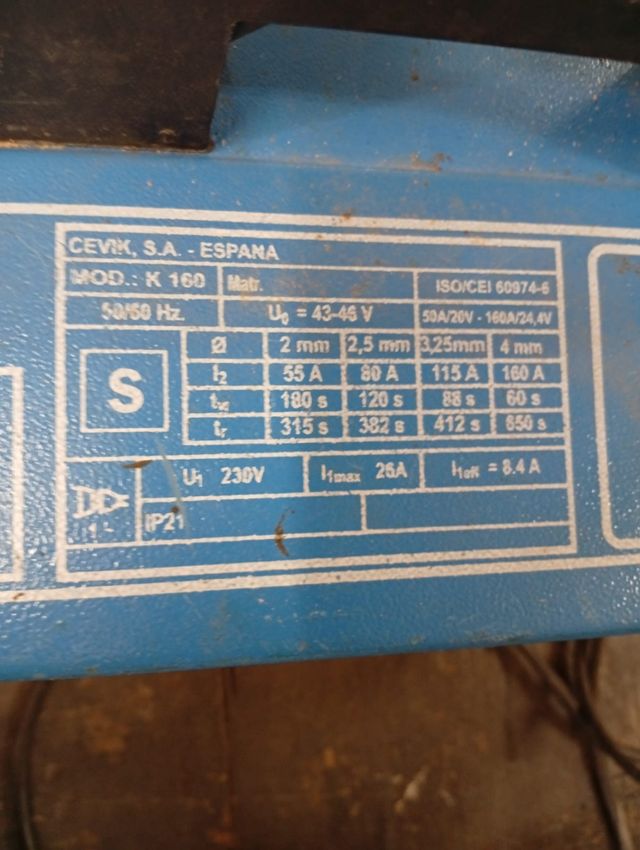 CEVIK, S.A. - ESPANA
MOD.: K 160 Matr. ISO/CEI 60974-6
50/60 Hz. U₀ = 43-46 V 50A/20V - 160A/24,4V
S
Ø 2 mm 2,5 mm 3,25mm 4 mm
I₂ 55 A 80 A 115 A 160 A
t_w 180 s 120 s 88 s 60 s
t_r 315 s 382 s 412 s 850 s
U₁ 230V I₁max 26A I₁eff = 8.4 A
1~ IP21